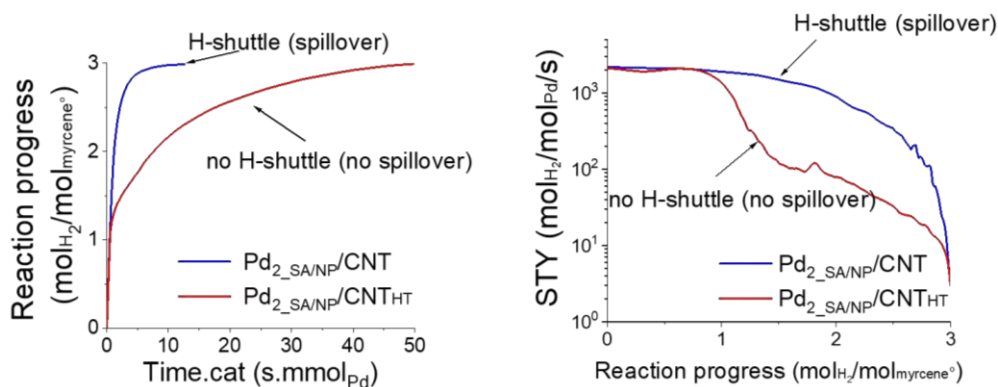 H-shuttle (spillover)
3
2
1
0
Reaction progress
(molH₂/molmyrcene°)
no H-shuttle (no spillover)
Pd2_SA/NP/CNT
Pd2_SA/NP/CNTHT
0 10 20 30 40 50
Time.cat (s.mmolPd)
H-shuttle (spillover)
10³
10²
10¹
10⁰
STY (molH₂/molPd/s)
no H-shuttle (no spillover)
Pd2_SA/NP/CNT
Pd2_SA/NP/CNTHT
0 1 2 3
Reaction progress (molH₂/molmyrcene°)